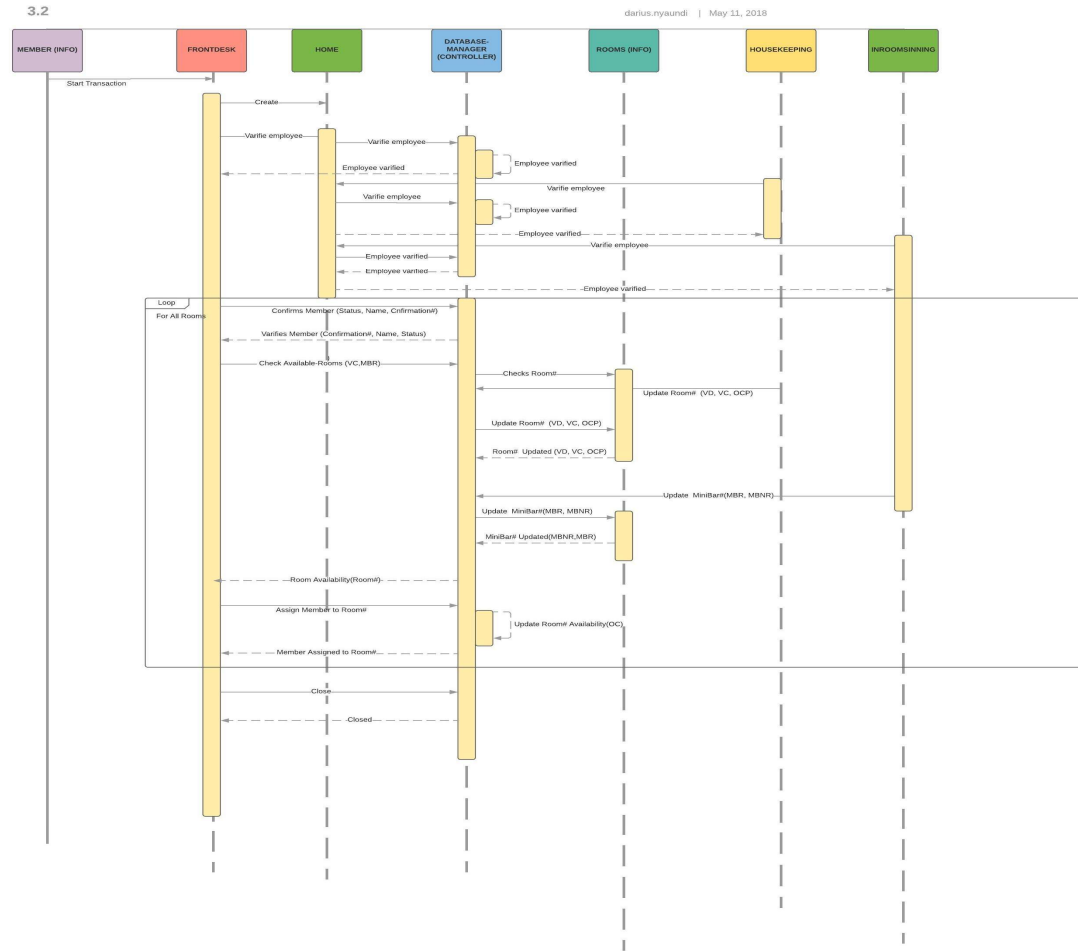 3.2
darius.nyaundi | May 11, 2018
MEMBER (INFO)
FRONTDESK
HOME
DATABASE-
MANAGER
(CONTROLLER)
ROOMS (INFO)
HOUSEKEEPING
INROOMSINNING
Start Transaction
Create
Varifie employee
Varifie employee
Employee varified
Employee varified
Varifie employee
Varifie employee
Employee varified
Employee varified
Varifie employee
Employee varified
Employee varified
Employee varified
Loop
For All Rooms
Confirms Member (Status, Name, Cnfirmation#)
Varifies Member (Confirmation#, Name, Status)
Check Available-Rooms (VC,MBR)
Checks Room#
Update Room# (VD, VC, OCP)
Update Room# (VD, VC, OCP)
Room# Updated (VD, VC, OCP)
Update MiniBar#(MBR, MBNR)
Update MiniBar#(MBR, MBNR)
MiniBar# Updated(MBNR,MBR)
Room Availability(Room#)
Assign Member to Room#
Update Room# Availability(OC)
Member Assigned to Room#
Close
Closed